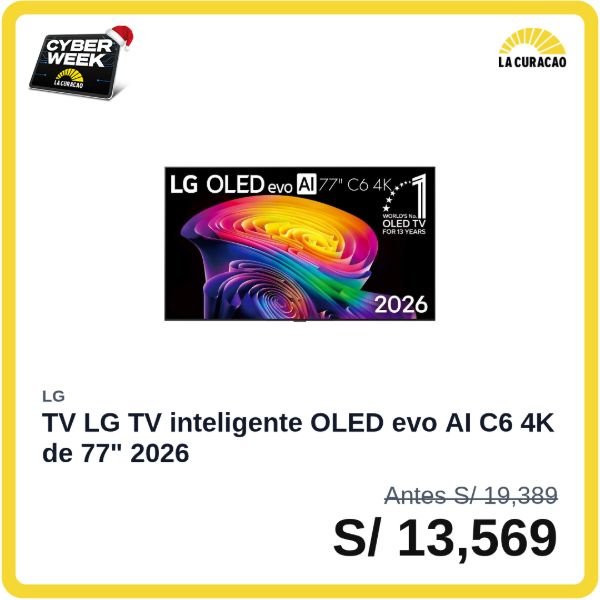 CYBER
WEEK
LA CURACAO
LA CURACAO
LG OLED evo AI 77" C6 4K
1
WORLD'S No.
OLED TV
FOR 13 YEARS
2026
LG
TV LG TV inteligente OLED evo AI C6 4K
de 77" 2026
Antes S/ 19,389
S/ 13,569